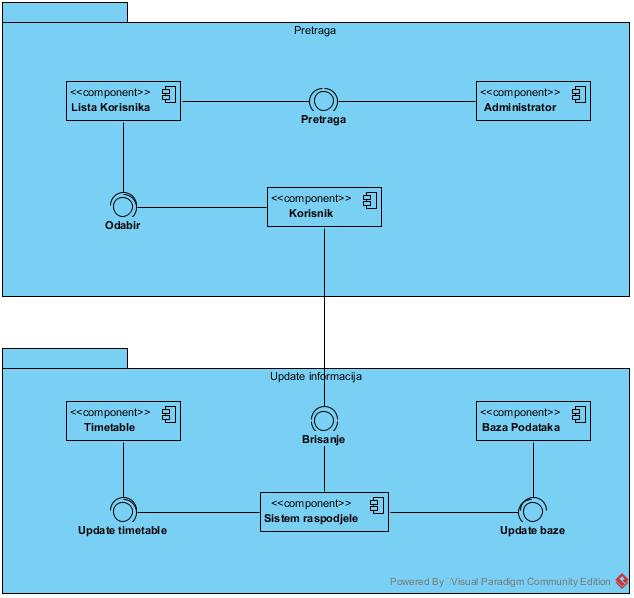 Pretraga
<<component>>
Lista Korisnika
Pretraga
<<component>>
Administrator
Odabir
<<component>>
Korisnik
Update informacija
<<component>>
Timetable
Brisanje
<<component>>
Baza Podataka
Update timetable
<<component>>
Sistem raspodjele
Update baze
Powered By Visual Paradigm Community Edition